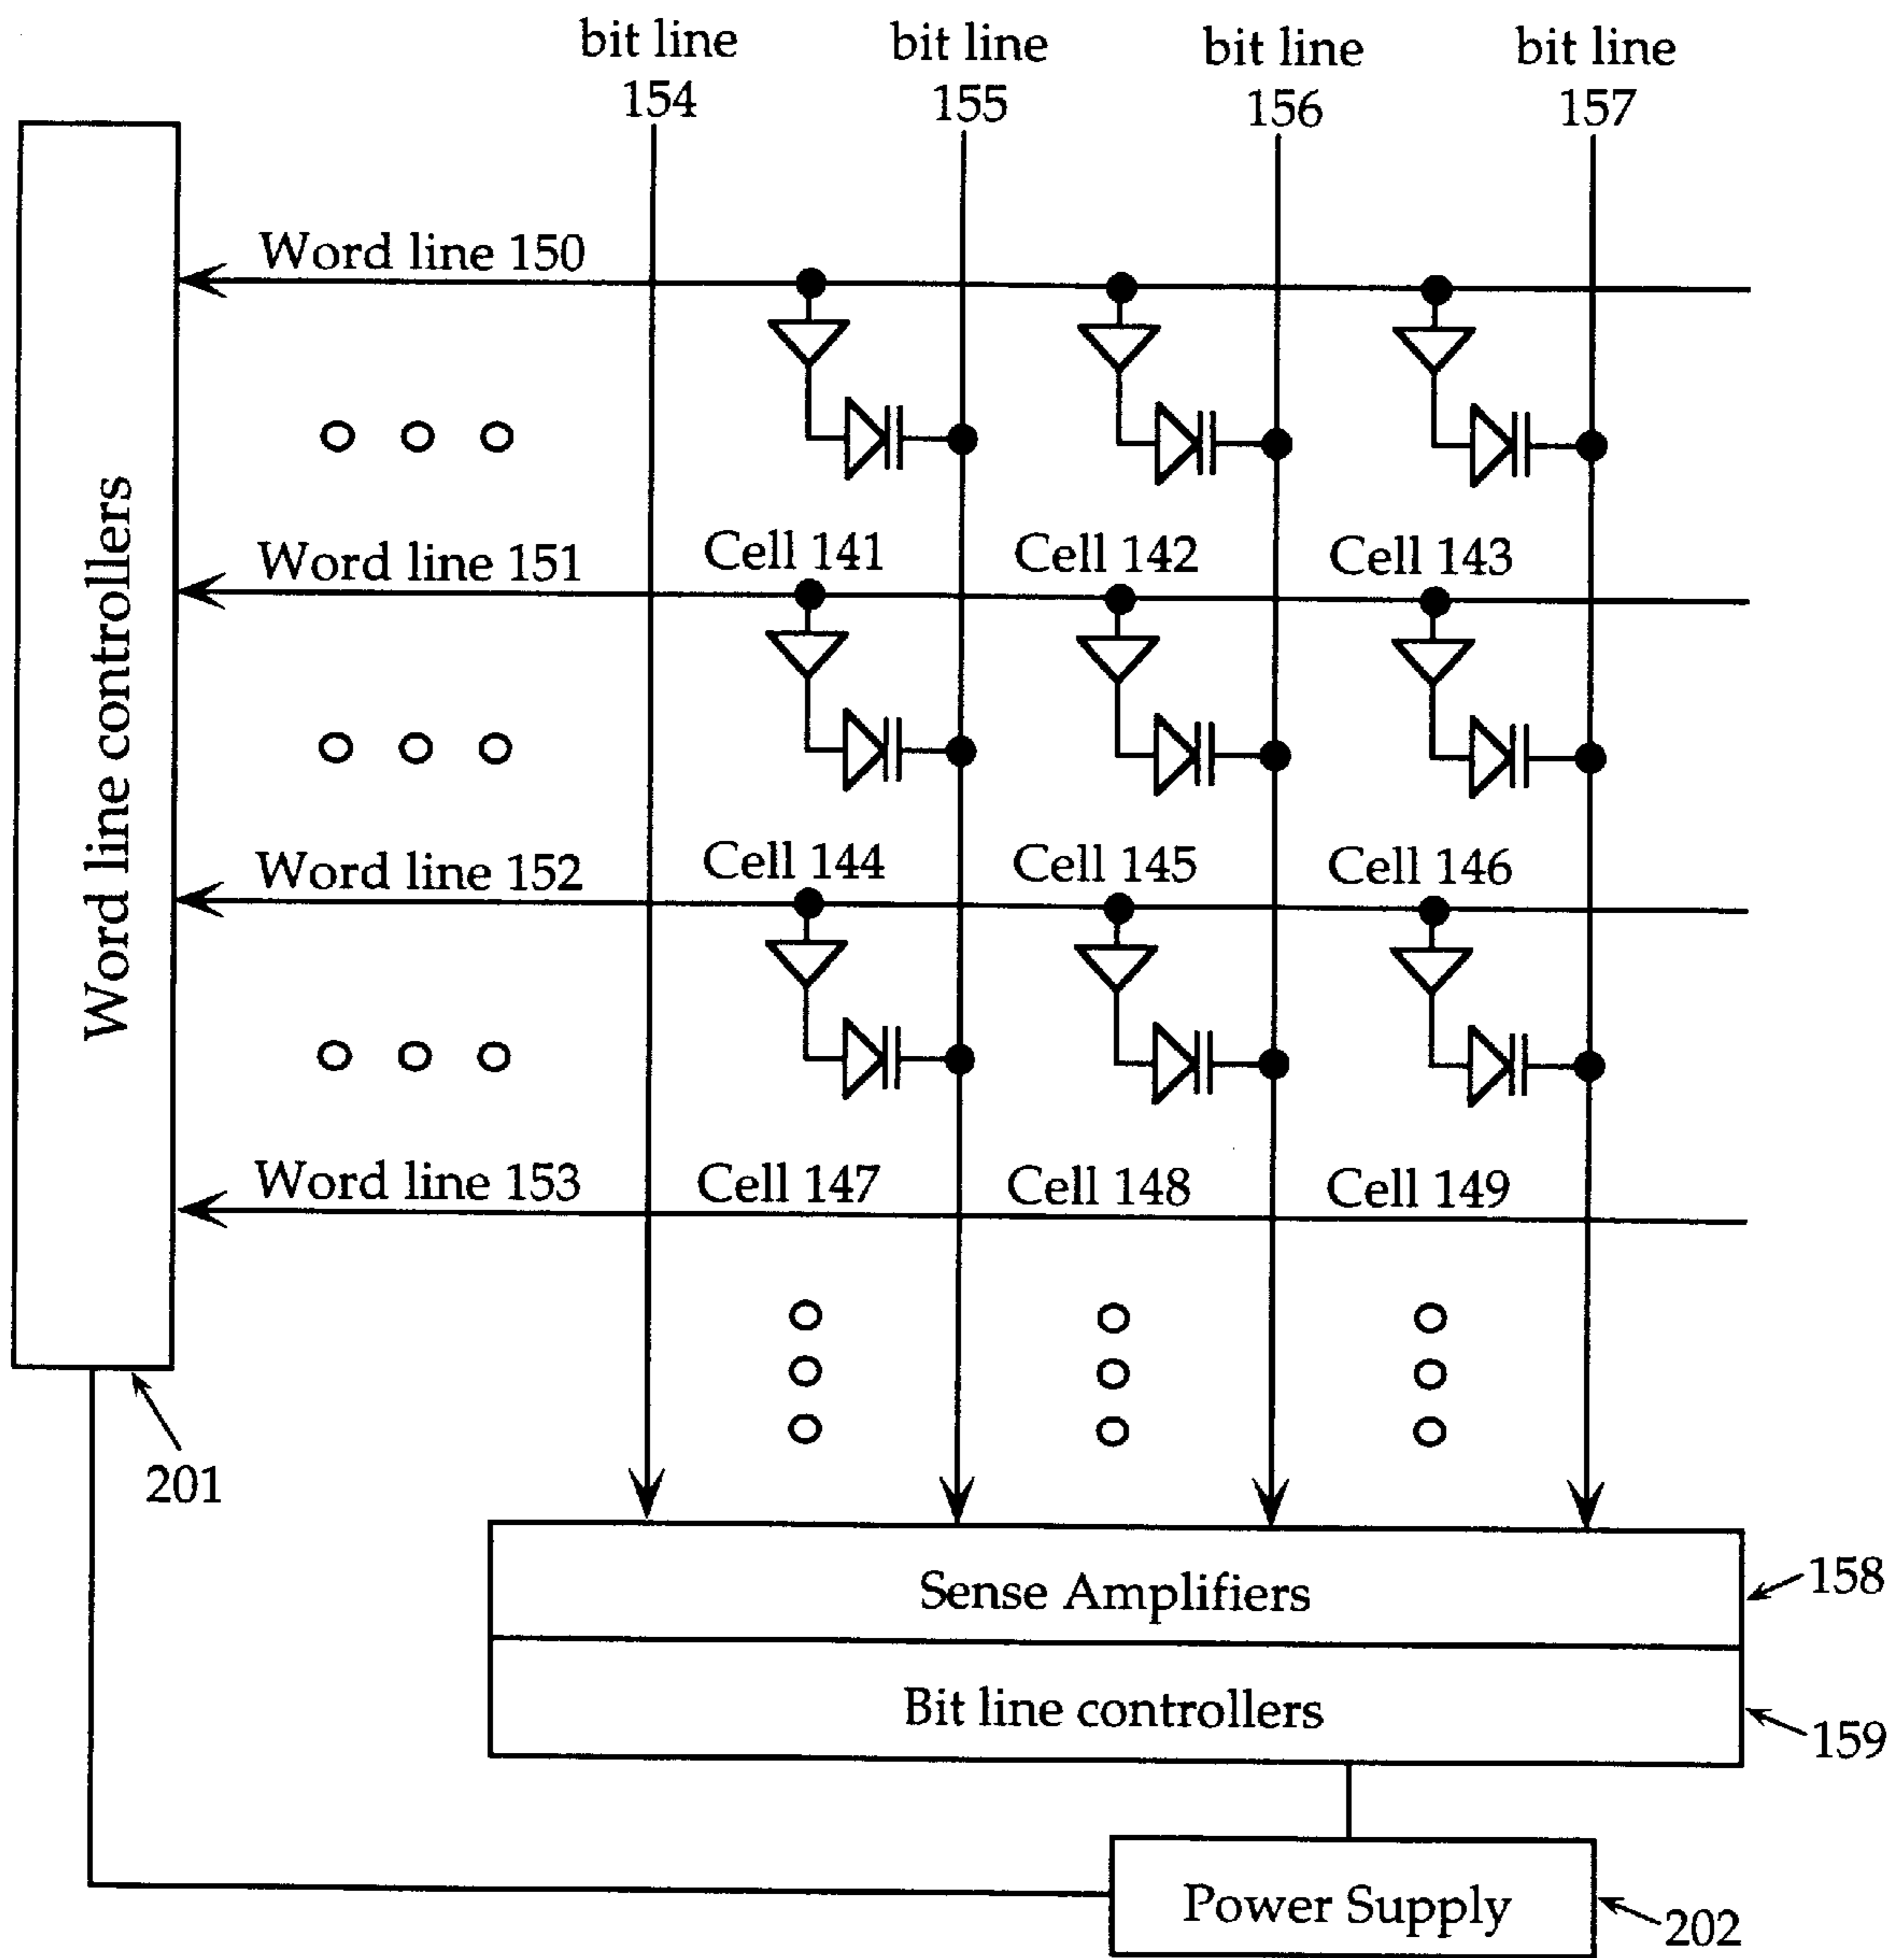 bit line
154
bit line
155
bit line
156
bit line
157
Word line controllers
Word line 150
Cell 141
Cell 142
Cell 143
Word line 151
Cell 144
Cell 145
Cell 146
Word line 152
Cell 147
Cell 148
Cell 149
Word line 153
201
Sense Amplifiers
158
Bit line controllers
159
Power Supply
202